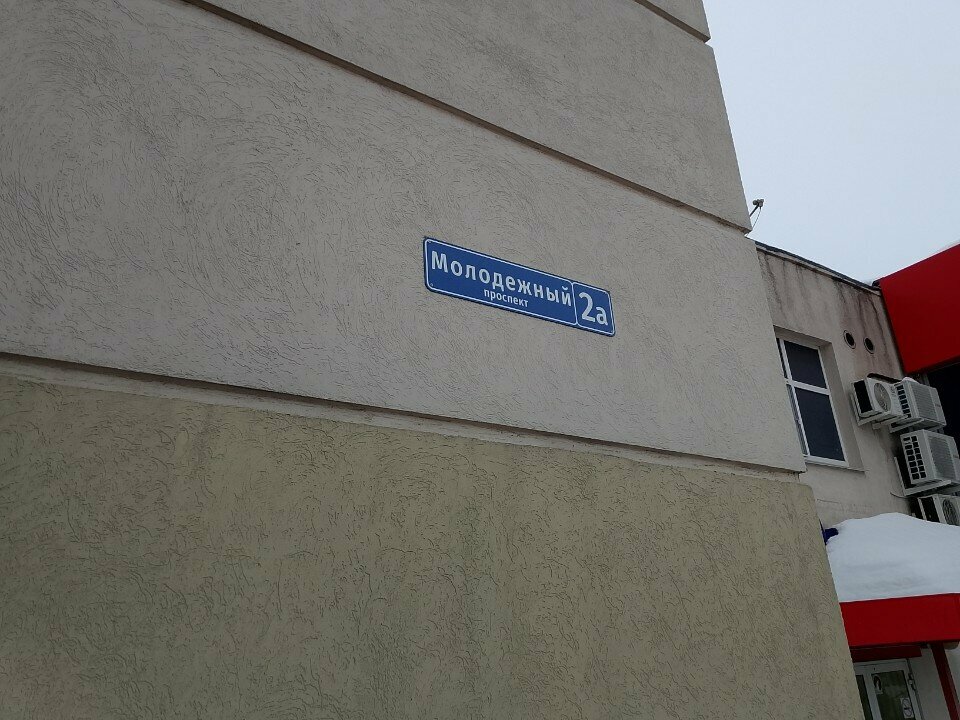 Молодежный
проспект
2а